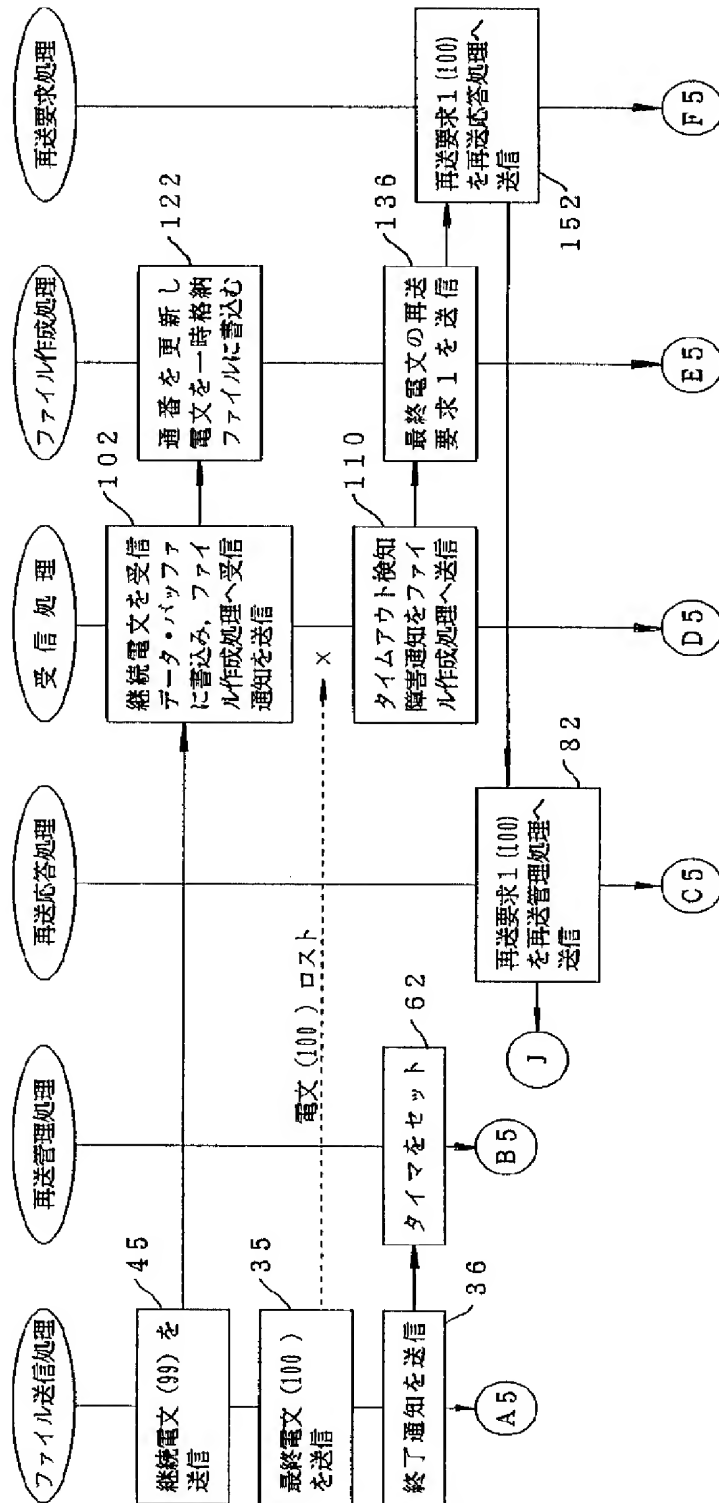 ファイル送信処理
再送管理処理
再送応答処理
受信処理
ファイル作成処理
再送要求処理
45
継続電文(99)を
送信
102
継続電文を受信
データ・バッファ
に書込み,ファイ
ル作成処理へ受信
通知を送信
122
通番を更新し
電文を一時格納
ファイルに書込む
35
最終電文(100)
を送信
電文(100)ロスト
×
36
終了通知を送信
62
タイマをセット
110
タイムアウト検知
障害通知をファイ
ル作成処理へ送信
136
最終電文の再送
要求1を送信
152
再送要求1(100)
を再送応答処理へ
送信
82
再送要求1(100)
を再送管理処理へ
送信
J
A5
B5
C5
D5
E5
F5